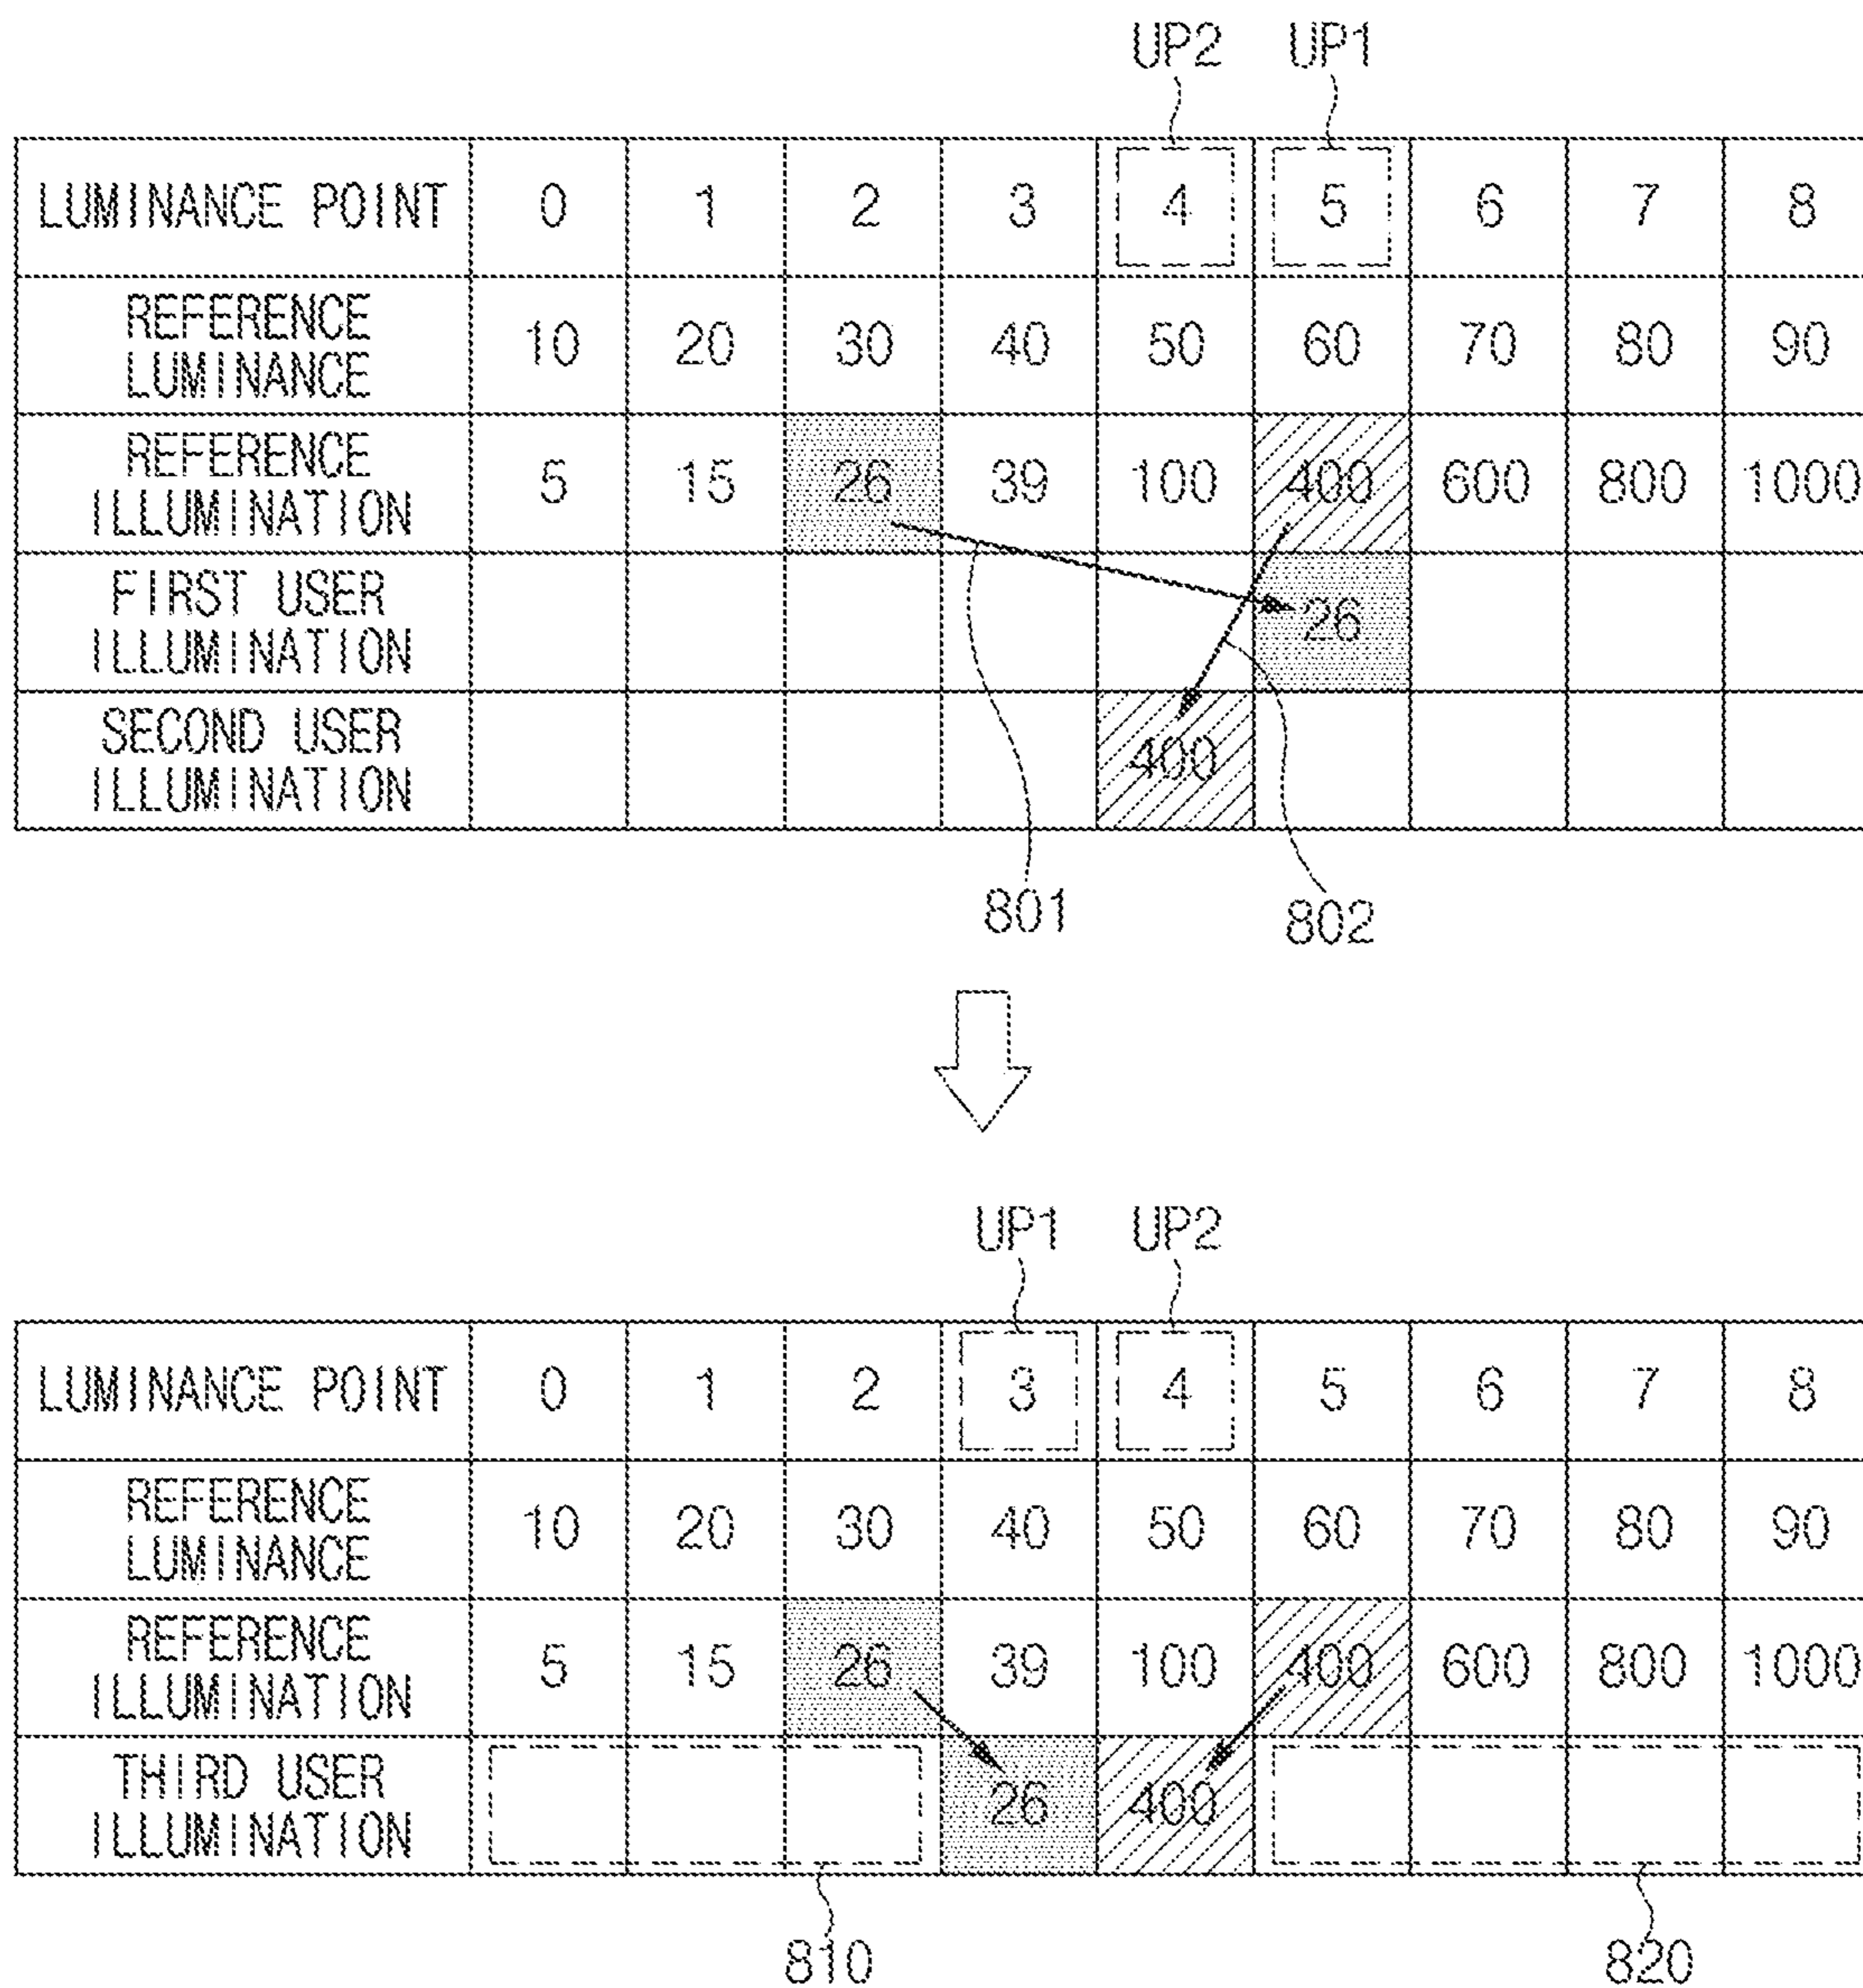 UP2 UP1
LUMINANCE POINT 0 1 2 3 4 5 6 7 8
REFERENCE
LUMINANCE 10 20 30 40 50 60 70 80 90
REFERENCE
ILLUMINATION 5 15 26 39 100 400 600 800 1000
FIRST USER
ILLUMINATION 26
SECOND USER
ILLUMINATION 400
801 802
UP1 UP2
LUMINANCE POINT 0 1 2 3 4 5 6 7 8
REFERENCE
LUMINANCE 10 20 30 40 50 60 70 80 90
REFERENCE
ILLUMINATION 5 15 26 39 100 400 600 800 1000
THIRD USER
ILLUMINATION 26 400
810 820